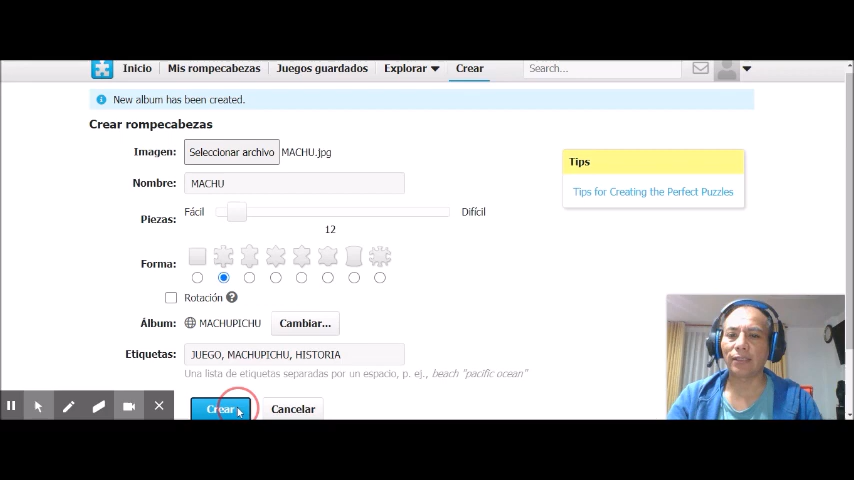 Inicio Mis rompecabezas Juegos guardados Explorar Crear Search...
New album has been created.
Crear rompecabezas
Imagen: Seleccionar archivo MACHU.jpg
Tips
Nombre: MACHU
Tips for Creating the Perfect Puzzles
Piezas: Fácil Difícil
12
Forma:
Rotación ?
Álbum: MACHUPICHU Cambiar...
Etiquetas: JUEGO, MACHUPICHU, HISTORIA
Una lista de etiquetas separadas por un espacio, p. ej., beach "pacific ocean"
Crear Cancelar